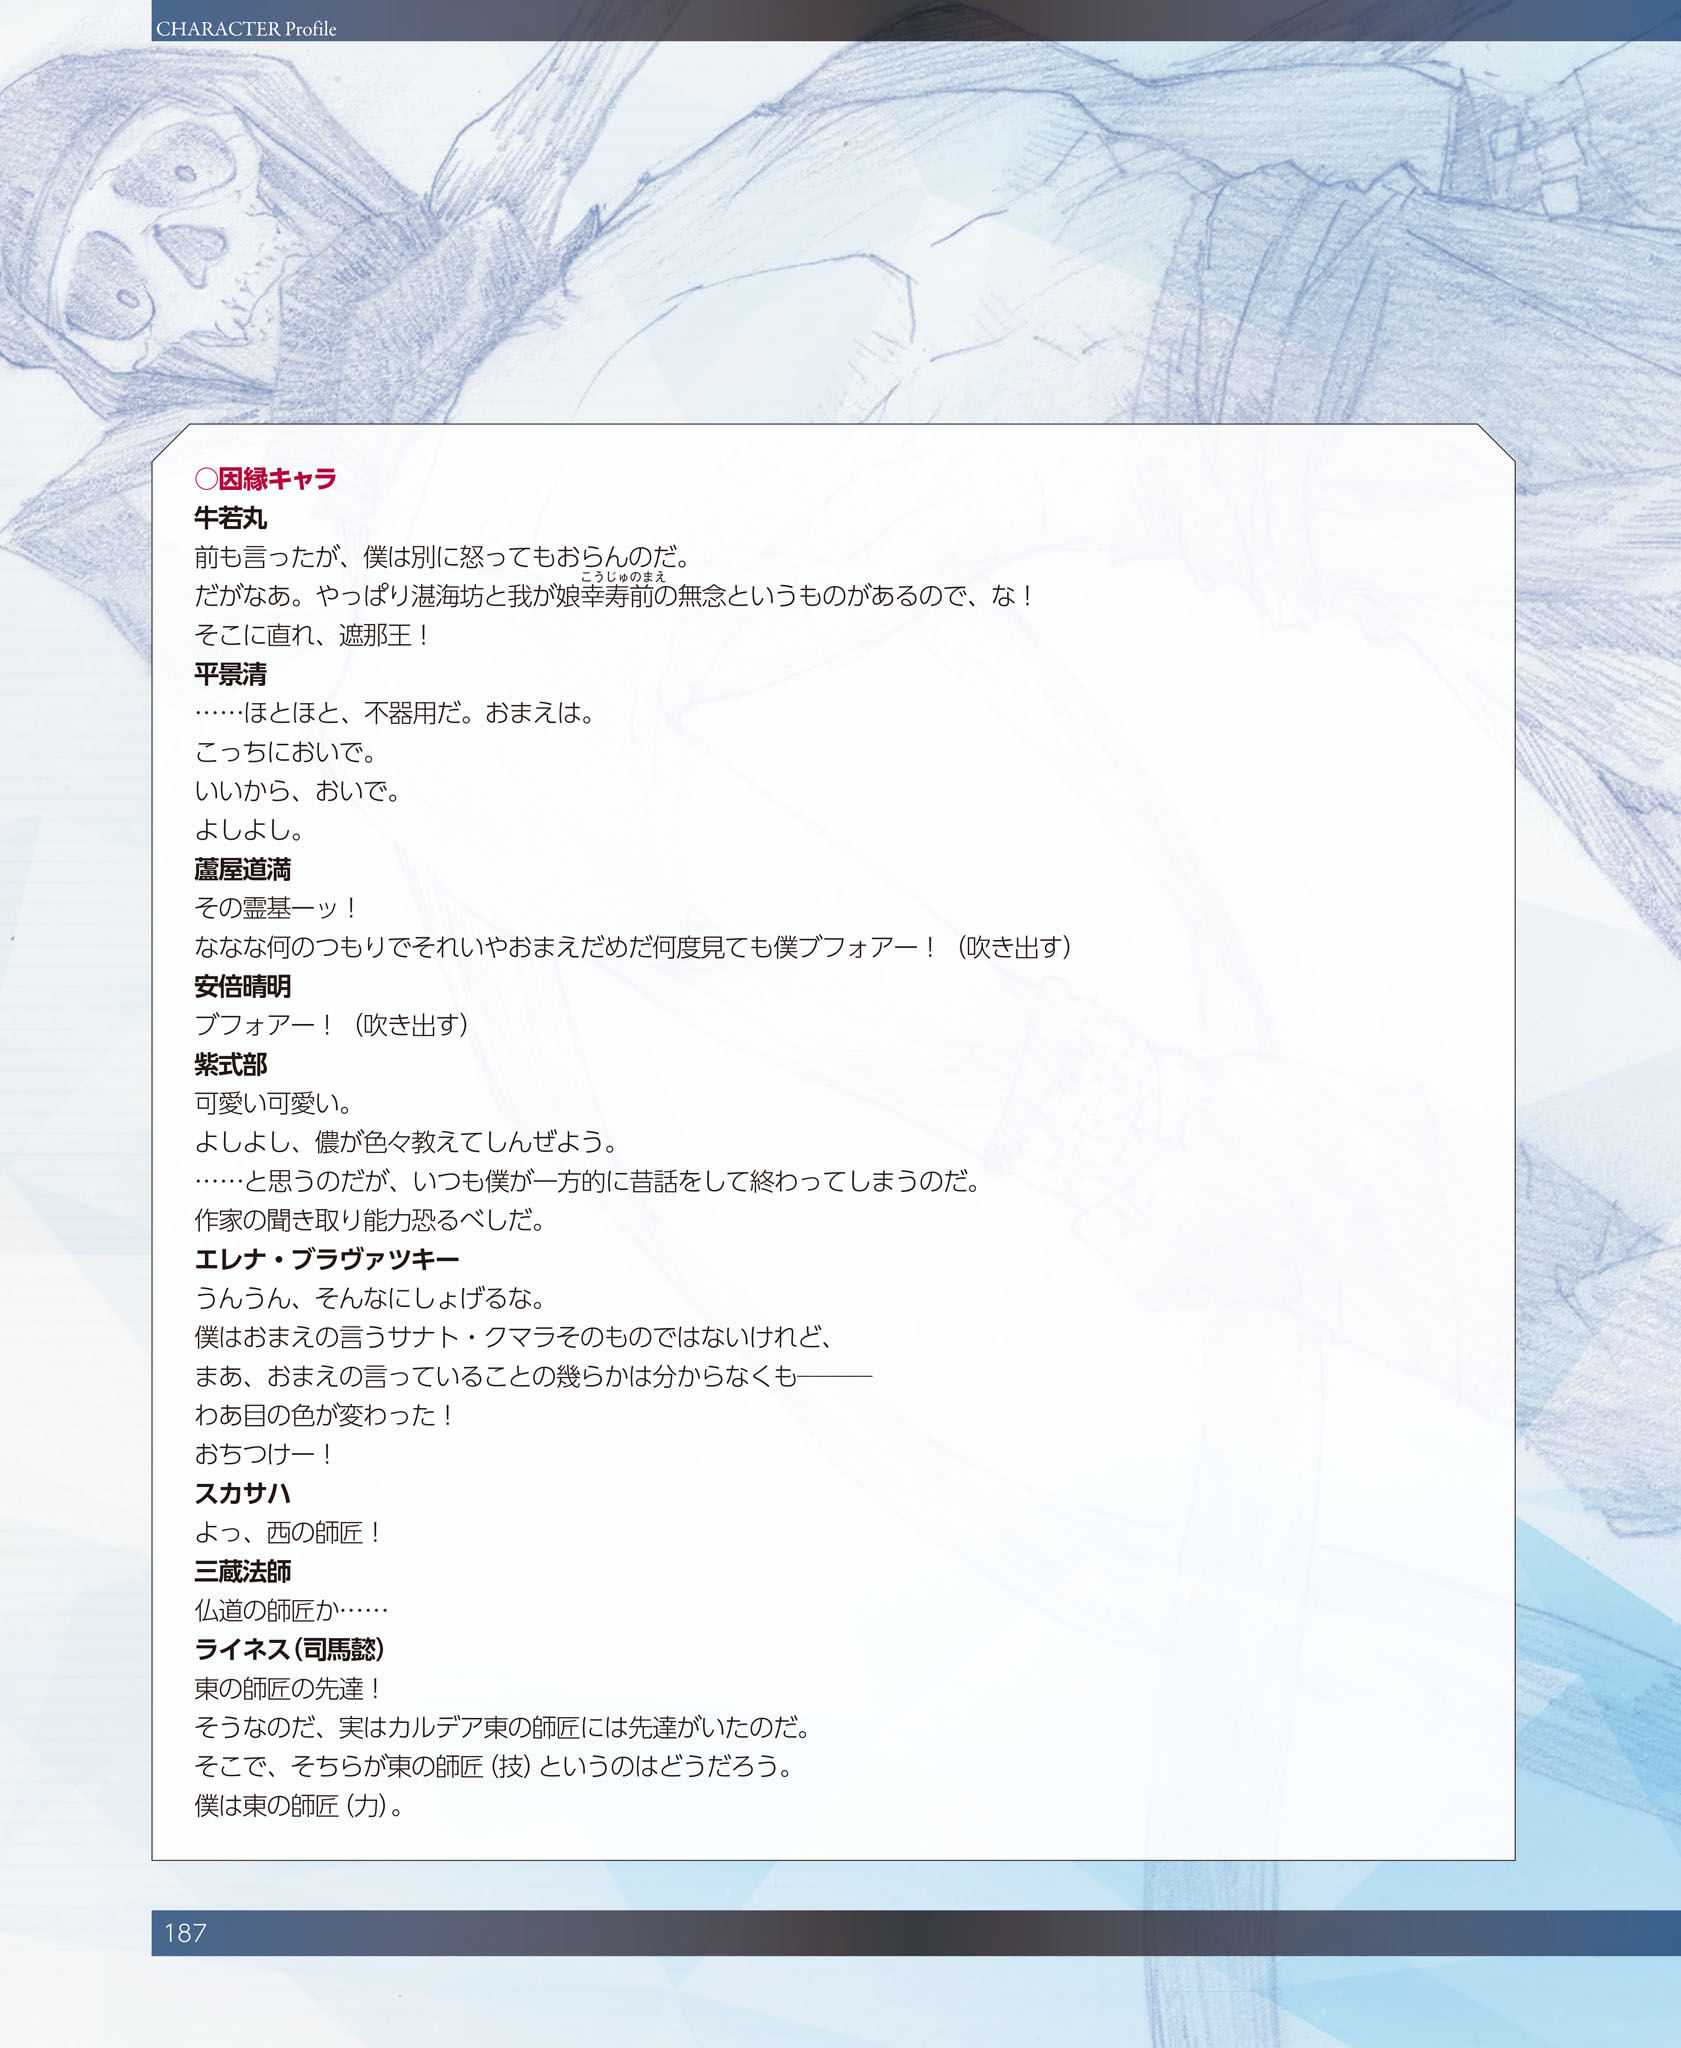 CHARACTER Profile
○因縁キャラ
牛若丸
前も言ったが、僕は別に怒ってもおらんのだ。
こうじゅのまえ
だがなあ。やっぱり湛海坊と我が娘幸寿前の無念というものがあるので、な！
そこに直れ、遮那王！
平景清
……ほとほと、不器用だ。おまえは。
こっちにおいで。
いいから、おいで。
よしよし。
蘆屋道満
その霊基ーッ！
ななな何のつもりでそれいやおまえだめだ何度見ても僕ブフォアー！（吹き出す）
安倍晴明
ブフォアー！（吹き出す）
紫式部
可愛い可愛い。
よしよし、儂が色々教えてしんぜよう。
……と思うのだが、いつも僕が一方的に昔話をして終わってしまうのだ。
作家の聞き取り能力恐るべしだ。
エレナ・ブラヴァツキー
うんうん、そんなにしょげるな。
僕はおまえの言うサナト・クマラそのものではないけれど、
まあ、おまえの言っていることの幾らかは分からなくも―――
わあ目の色が変わった！
おちつけー！
スカサハ
よっ、西の師匠！
三蔵法師
仏道の師匠か……
ライネス（司馬懿）
東の師匠の先達！
そうなのだ、実はカルデア東の師匠には先達がいたのだ。
そこで、そちらが東の師匠（技）というのはどうだろう。
僕は東の師匠（力）。
187